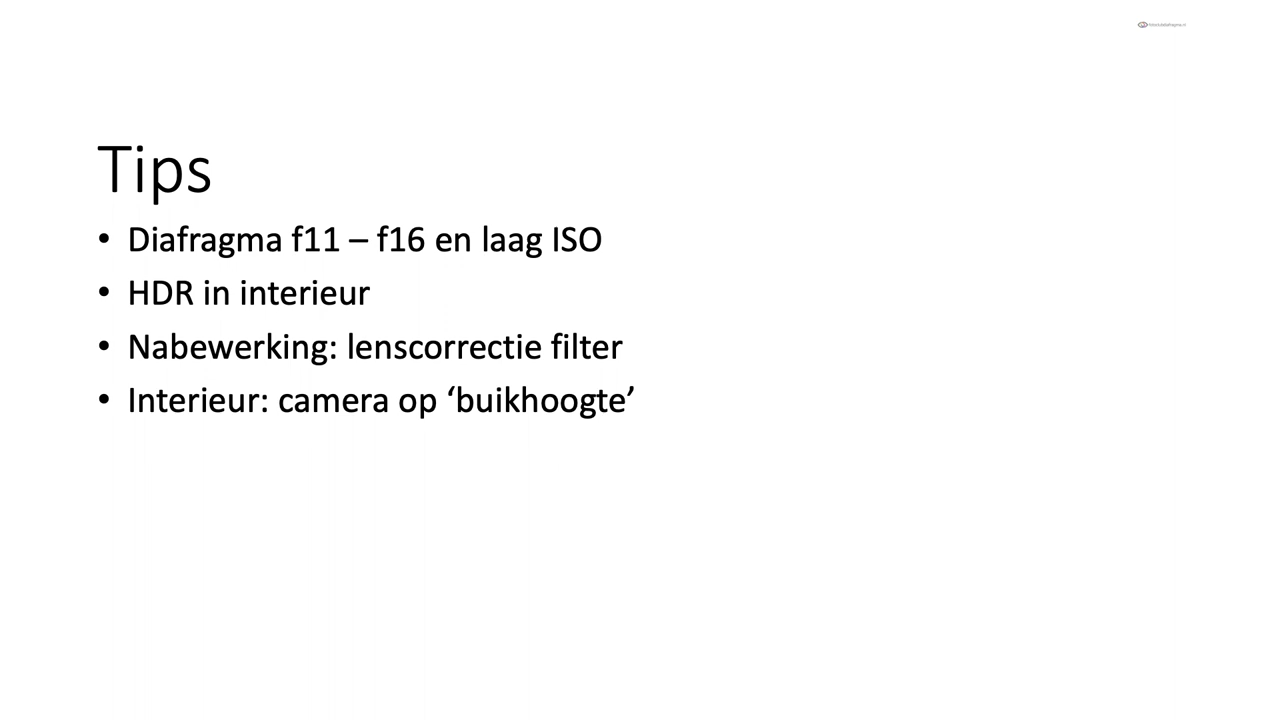 Tips
• Diafragma f11 – f16 en laag ISO
• HDR in interieur
• Nabewerking: lenscorrectie filter
• Interieur: camera op ‘buikhoogte’